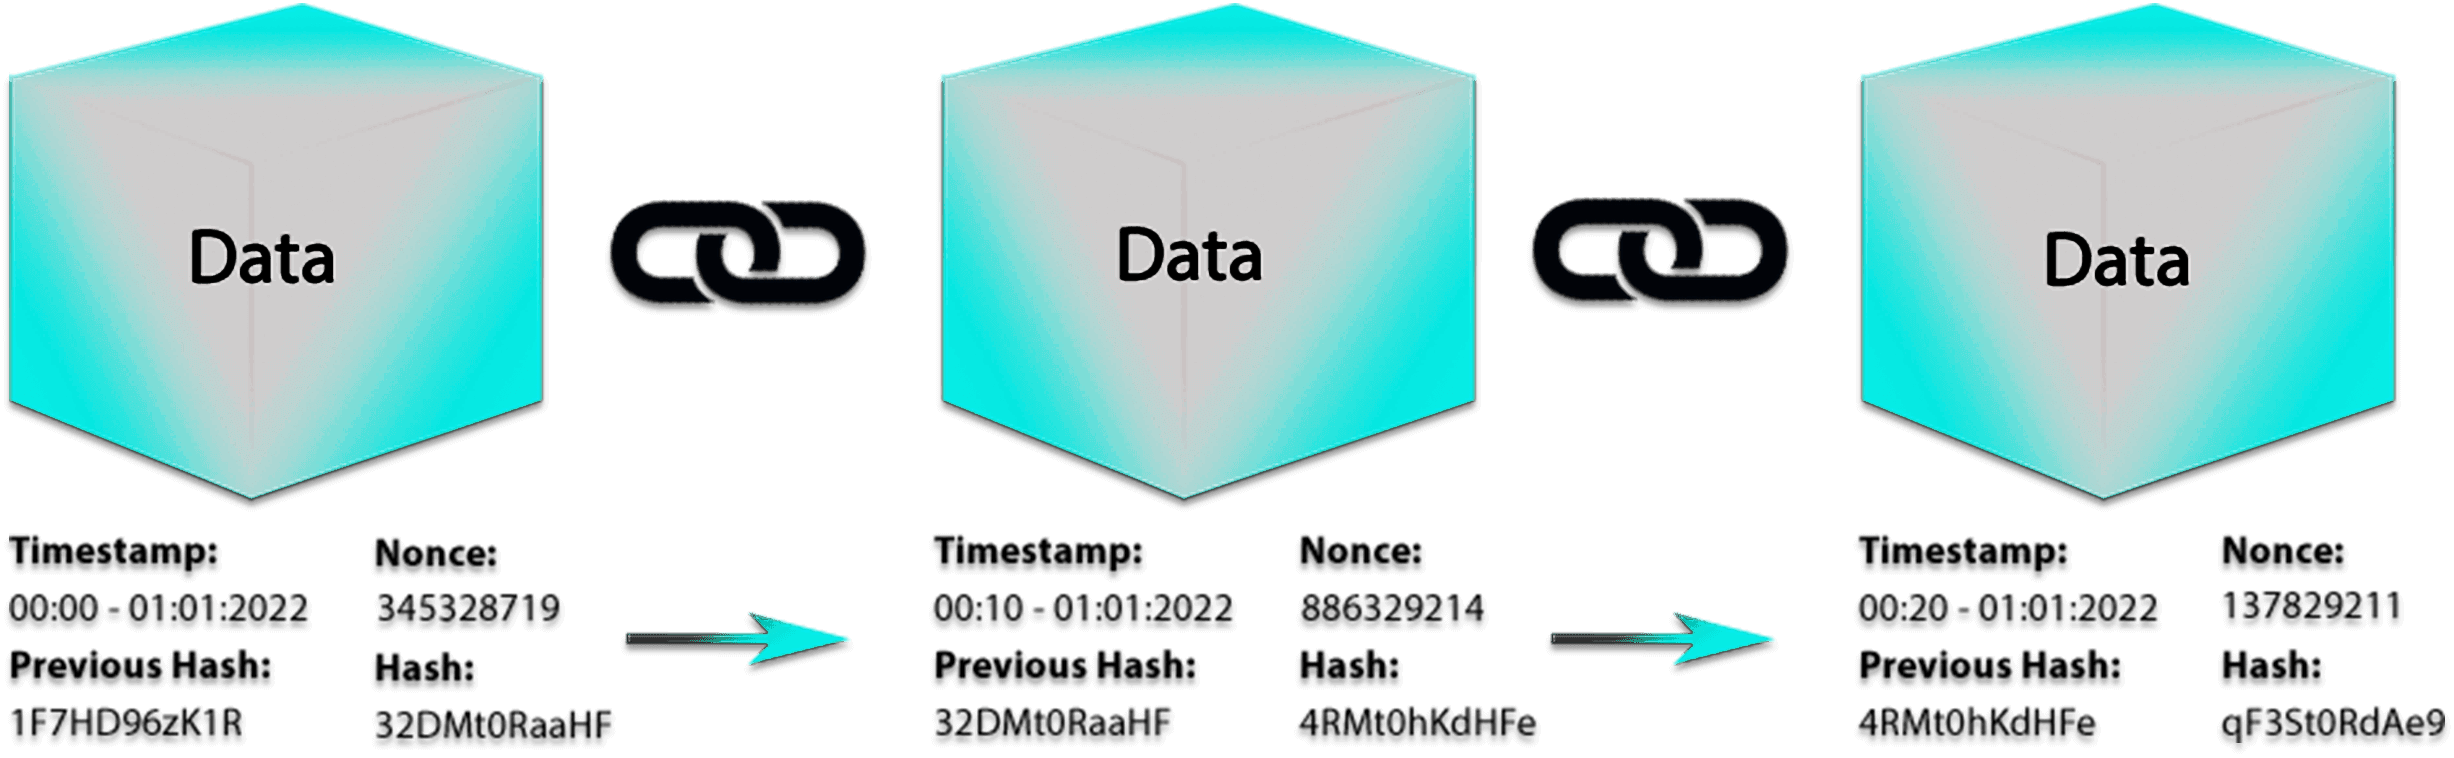 Data
Data
Data
Timestamp: Nonce:
00:00 - 01:01:2022 345328719
Previous Hash: Hash:
1F7HD96zK1R 32DMt0RaaHF
Timestamp: Nonce:
00:10 - 01:01:2022 886329214
Previous Hash: Hash:
32DMt0RaaHF 4RMt0hKdHFe
Timestamp: Nonce:
00:20 - 01:01:2022 137829211
Previous Hash: Hash:
4RMt0hKdHFe qF3St0RdAe9